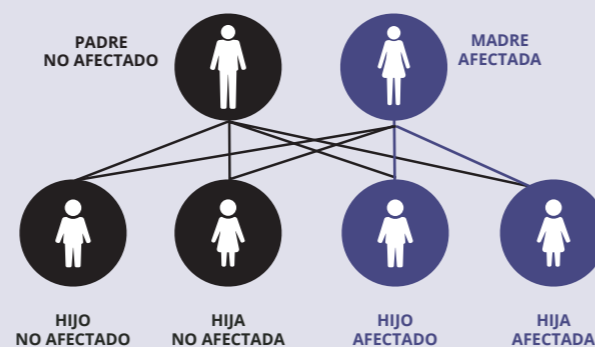 PADRE
NO AFECTADO
MADRE
AFECTADA
HIJO
NO AFECTADO
HIJA
NO AFECTADA
HIJO
AFECTADO
HIJA
AFECTADA